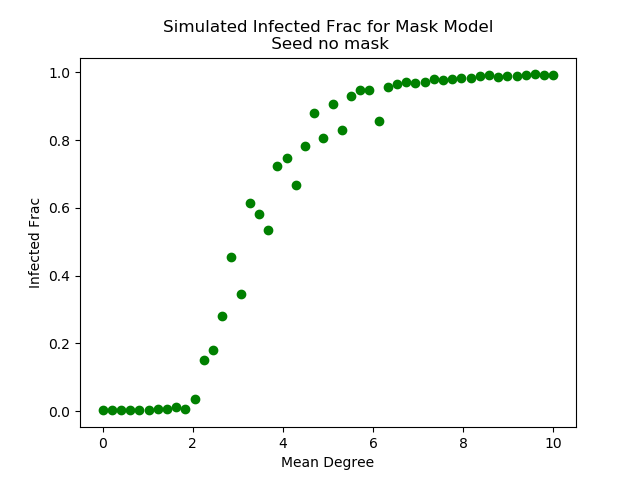 Simulated Infected Frac for Mask Model
Seed no mask
1.0
0.8
0.6
0.4
0.2
0.0
Infected Frac
0 2 4 6 8 10
Mean Degree